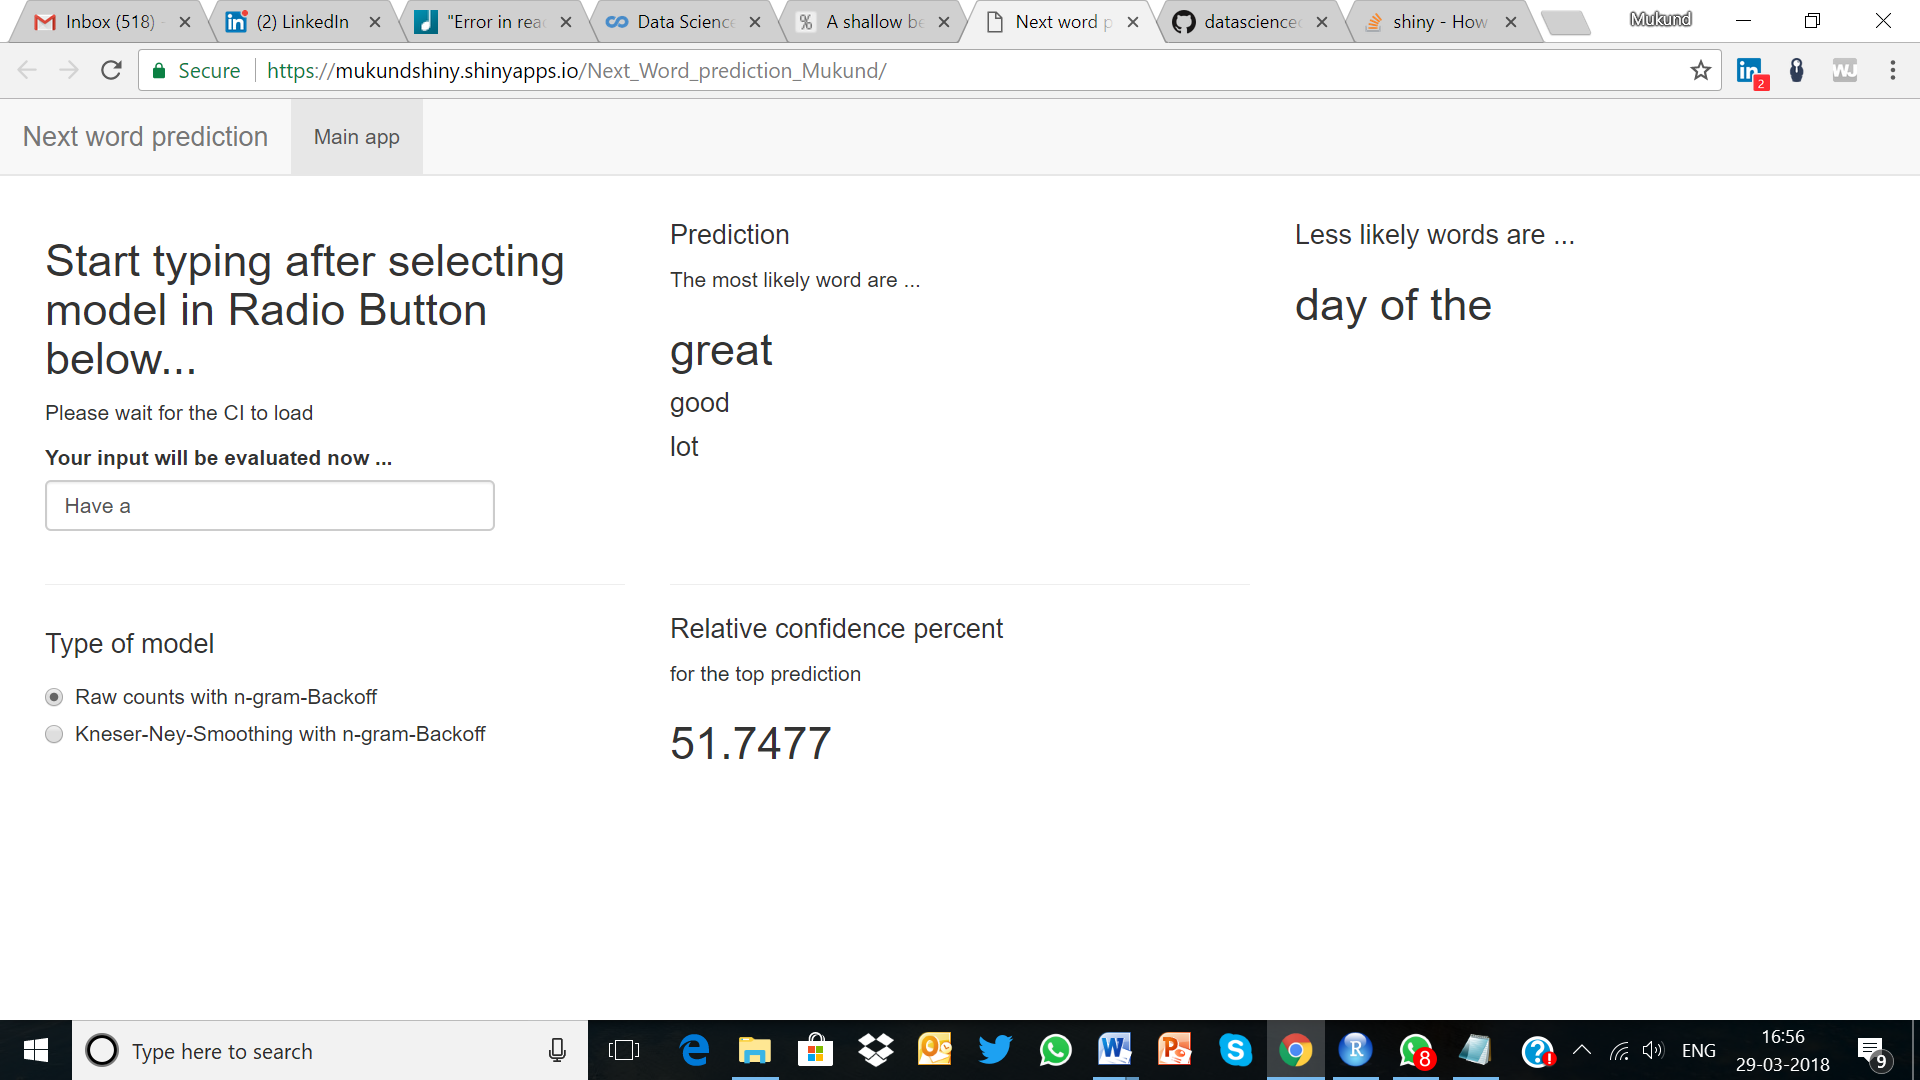 Inbox (518)
(2) LinkedIn
"Error in rea
Data Science
A shallow be
Next word p
datasciencec
shiny - How
Mukund
Secure
https://mukundshiny.shinyapps.io/Next_Word_prediction_Mukund/
2
WJ
Next word prediction
Main app
Start typing after selecting
model in Radio Button
below...
Please wait for the CI to load
Your input will be evaluated now ...
Have a
Type of model
Raw counts with n-gram-Backoff
Kneser-Ney-Smoothing with n-gram-Backoff
Prediction
The most likely word are ...
great
good
lot
Relative confidence percent
for the top prediction
51.7477
Less likely words are ...
day of the
Type here to search
8
ENG
16:56
29-03-2018
9